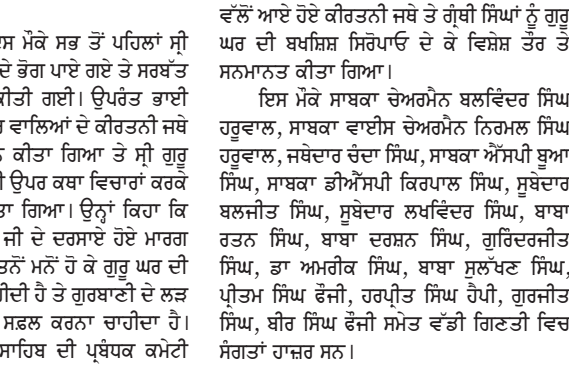 ਮੌਕੇ ਸਭ ਤੋਂ ਪਹਿਲਾਂ ਸ੍ਰੀ
ਦੇ ਭੋਗ ਪਾਏ ਗਏ ਤੇ ਸਰਬੱਤ
ਕੀਤੀ ਗਈ। ਉਪਰੰਤ ਭਾਈ
ਵਾਲਿਆਂ ਦੇ ਕੀਰਤਨੀ ਜਥੇ
ਕੀਤਾ ਗਿਆ ਤੇ ਸ੍ਰੀ ਗੁਰੂ
ਉਪਰ ਕਥਾ ਵਿਚਾਰਾਂ ਕਰਕੇ
ਗਿਆ। ਉਨ੍ਹਾਂ ਕਿਹਾ ਕਿ
ਜੀ ਦੇ ਦਰਸਾਏ ਹੋਏ ਮਾਰਗ
ਮਨੋਂ ਹੋ ਕੇ ਗੁਰੂ ਘਰ ਦੀ
ਹੈ ਤੇ ਗੁਰਬਾਣੀ ਦੇ ਲੜ
ਸਫ਼ਲ ਕਰਨਾ ਚਾਹੀਦਾ ਹੈ।
ਸਾਹਿਬ ਦੀ ਪ੍ਰਬੰਧਕ ਕਮੇਟੀ
ਵੱਲੋਂ ਆਏ ਹੋਏ ਕੀਰਤਨੀ ਜਥੇ ਤੇ ਗ੍ਰੰਥੀ ਸਿੰਘਾਂ ਨੂੰ ਗੁਰੂ
ਘਰ ਦੀ ਬਖਸ਼ਿਸ਼ ਸਿਰੋਪਾਓ ਦੇ ਕੇ ਵਿਸ਼ੇਸ਼ ਤੌਰ ਤੇ
ਸਨਮਾਨਤ ਕੀਤਾ ਗਿਆ।
ਇਸ ਮੌਕੇ ਸਾਬਕਾ ਚੇਅਰਮੈਨ ਬਲਵਿੰਦਰ ਸਿੰਘ
ਹਰੂਵਾਲ, ਸਾਬਕਾ ਵਾਈਸ ਚੇਅਰਮੈਨ ਨਿਰਮਲ ਸਿੰਘ
ਹਰੂਵਾਲ, ਜਥੇਦਾਰ ਚੰਦਾ ਸਿੰਘ, ਸਾਬਕਾ ਐੱਸਪੀ ਬੂਆ
ਸਿੰਘ, ਸਾਬਕਾ ਡੀਐੱਸਪੀ ਕਿਰਪਾਲ ਸਿੰਘ, ਸੂਬੇਦਾਰ
ਬਲਜੀਤ ਸਿੰਘ, ਸੂਬੇਦਾਰ ਲਖਵਿੰਦਰ ਸਿੰਘ, ਬਾਬਾ
ਰਤਨ ਸਿੰਘ, ਬਾਬਾ ਦਰਸ਼ਨ ਸਿੰਘ, ਗੁਰਿੰਦਰਜੀਤ
ਸਿੰਘ, ਡਾ ਅਮਰੀਕ ਸਿੰਘ, ਬਾਬਾ ਸੁਲੱਖਣ ਸਿੰਘ,
ਪ੍ਰੀਤਮ ਸਿੰਘ ਫੌਜੀ, ਹਰਪ੍ਰੀਤ ਸਿੰਘ ਹੈਪੀ, ਗੁਰਜੀਤ
ਸਿੰਘ, ਬੀਰ ਸਿੰਘ ਫੌਜੀ ਸਮੇਤ ਵੱਡੀ ਗਿਣਤੀ ਵਿਚ
ਸੰਗਤਾਂ ਹਾਜ਼ਰ ਸਨ।